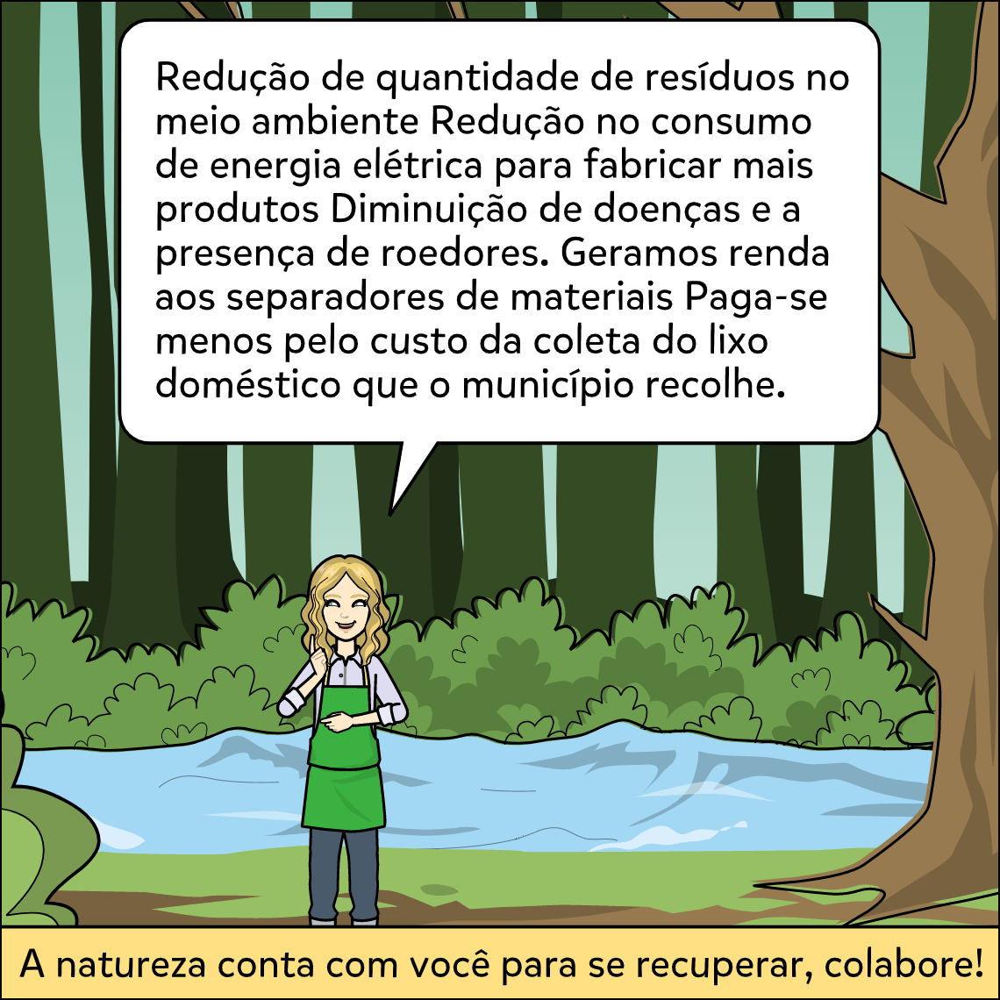 Redução de quantidade de resíduos no
meio ambiente Redução no consumo
de energia elétrica para fabricar mais
produtos Diminuição de doenças e a
presença de roedores. Geramos renda
aos separadores de materiais Paga-se
menos pelo custo da coleta do lixo
doméstico que o município recolhe.
A natureza conta com você para se recuperar, colabore!